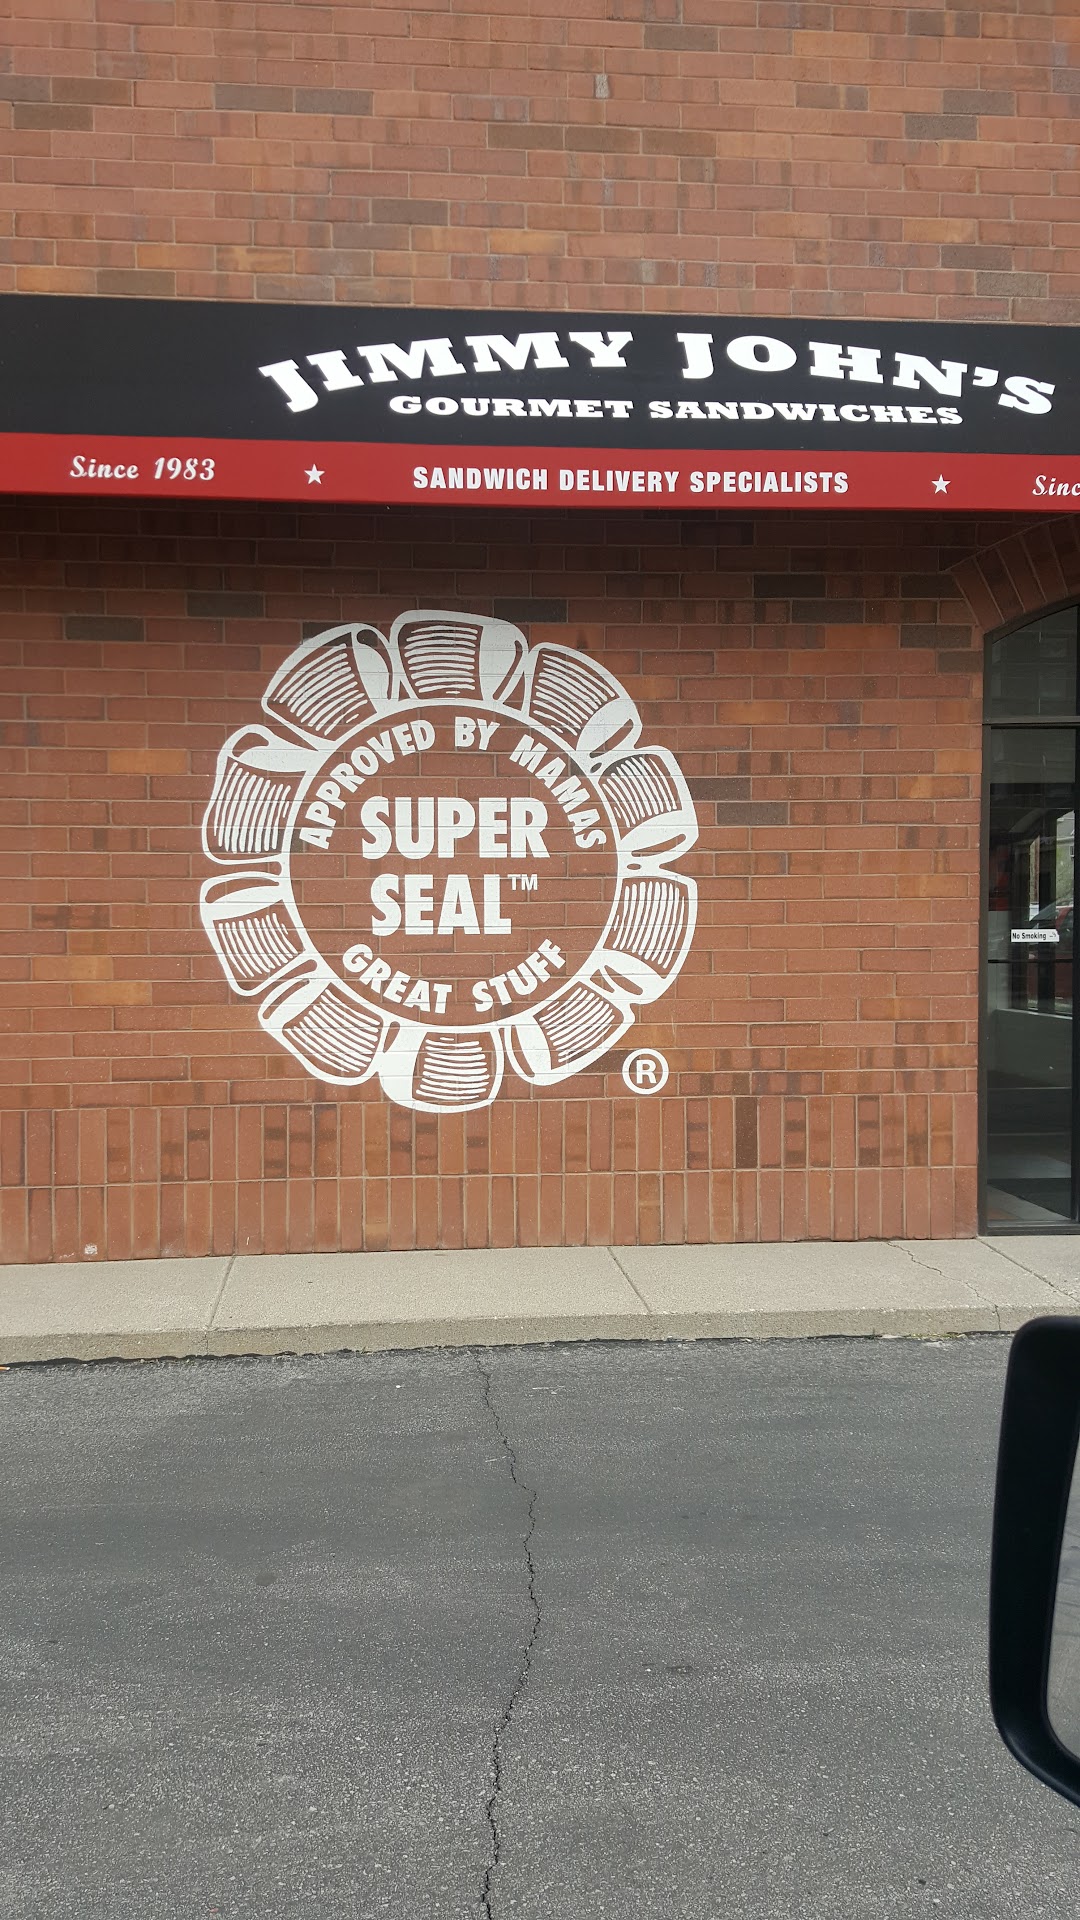 JIMMY JOHN'S
GOURMET SANDWICHES
Since 1983 ★ SANDWICH DELIVERY SPECIALISTS ★
APPROVED BY MAMAS
SUPER
SEAL™
GREAT STUFF
®
No Smoking